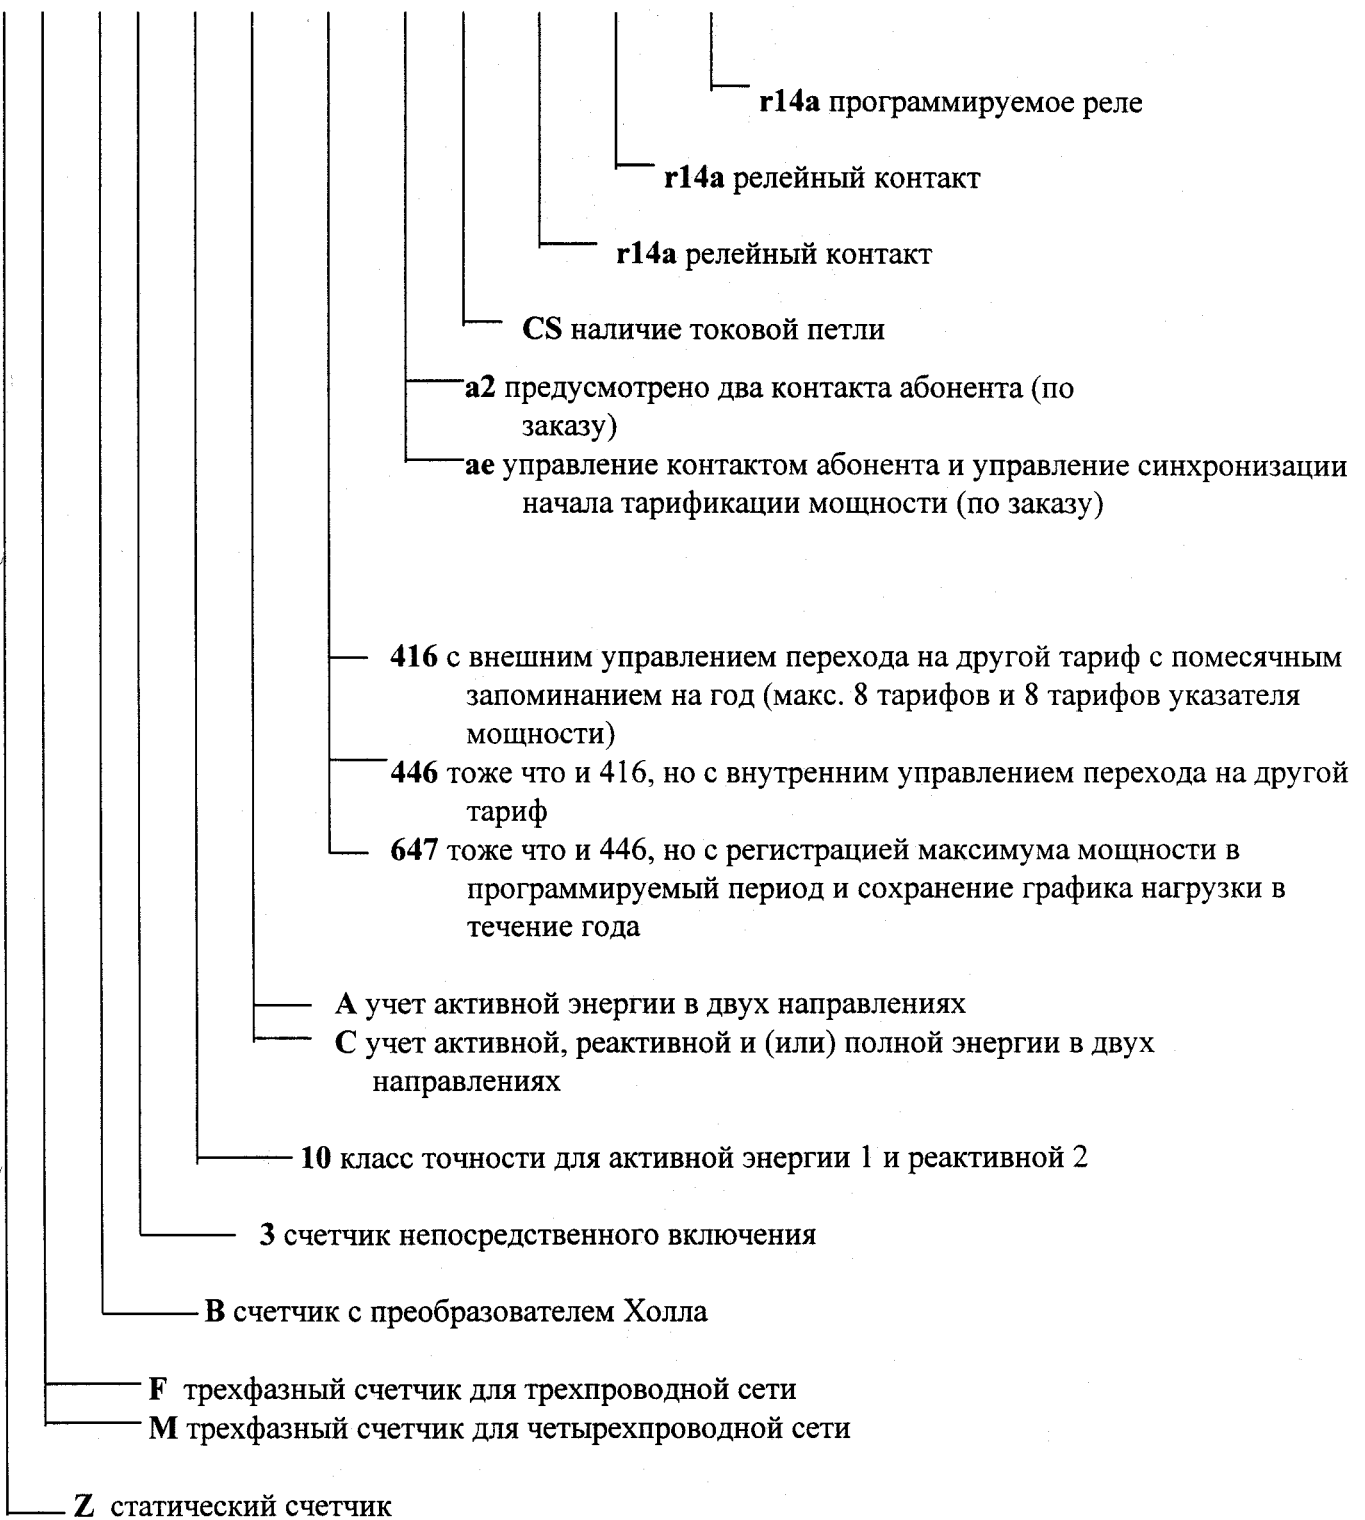 r14a программируемое реле
r14a релейный контакт
r14a релейный контакт
CS наличие токовой петли
a2 предусмотрено два контакта абонента (по
заказу)
ae управление контактом абонента и управление синхронизации
начала тарификации мощности (по заказу)
416 с внешним управлением перехода на другой тариф с помесячным
запоминанием на год (макс. 8 тарифов и 8 тарифов указателя
мощности)
446 тоже что и 416, но с внутренним управлением перехода на другой
тариф
647 тоже что и 446, но с регистрацией максимума мощности в
программируемый период и сохранение графика нагрузки в
течение года
А учет активной энергии в двух направлениях
С учет активной, реактивной и (или) полной энергии в двух
направлениях
10 класс точности для активной энергии 1 и реактивной 2
3 счетчик непосредственного включения
В счетчик с преобразователем Холла
F трехфазный счетчик для трехпроводной сети
М трехфазный счетчик для четырехпроводной сети
Z статический счетчик